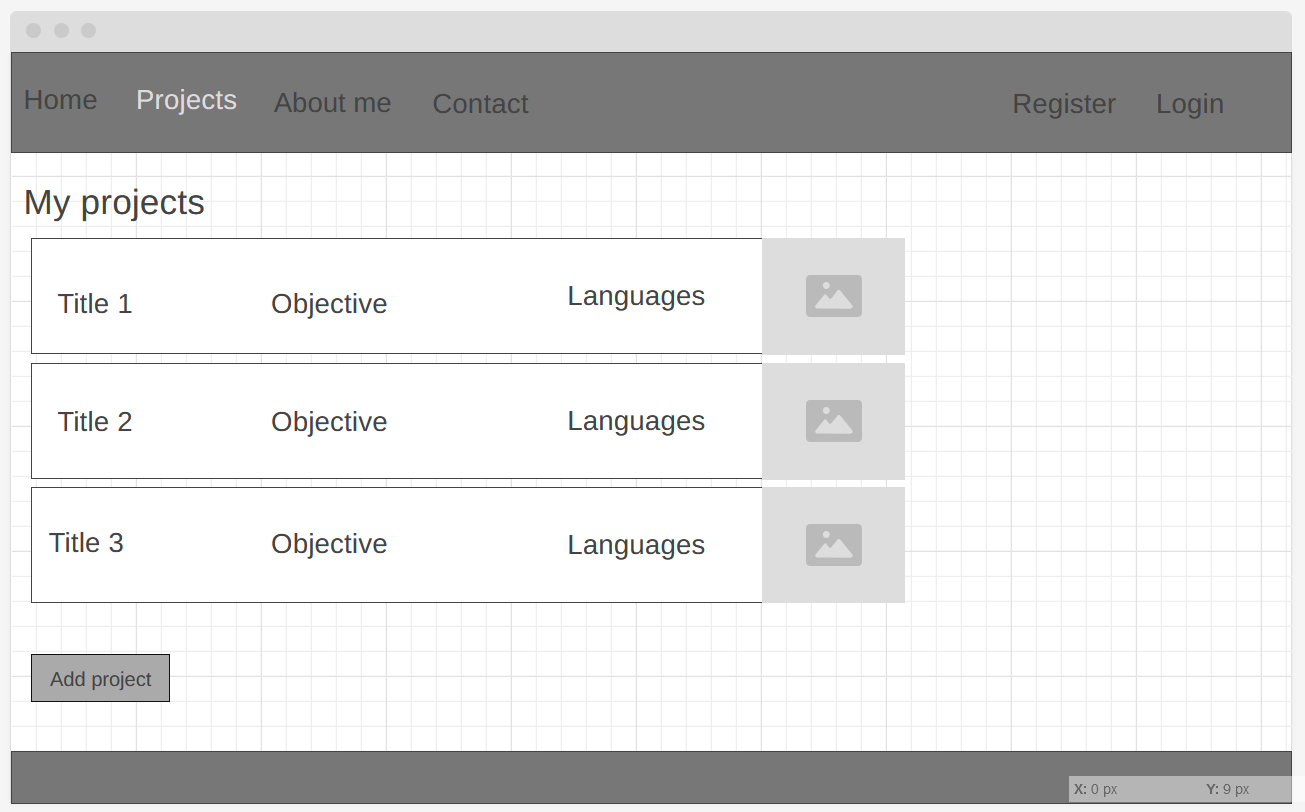 Home Projects About me Contact Register Login
My projects
Title 1 Objective Languages
Title 2 Objective Languages
Title 3 Objective Languages
Add project
X: 0 px Y: 9 px